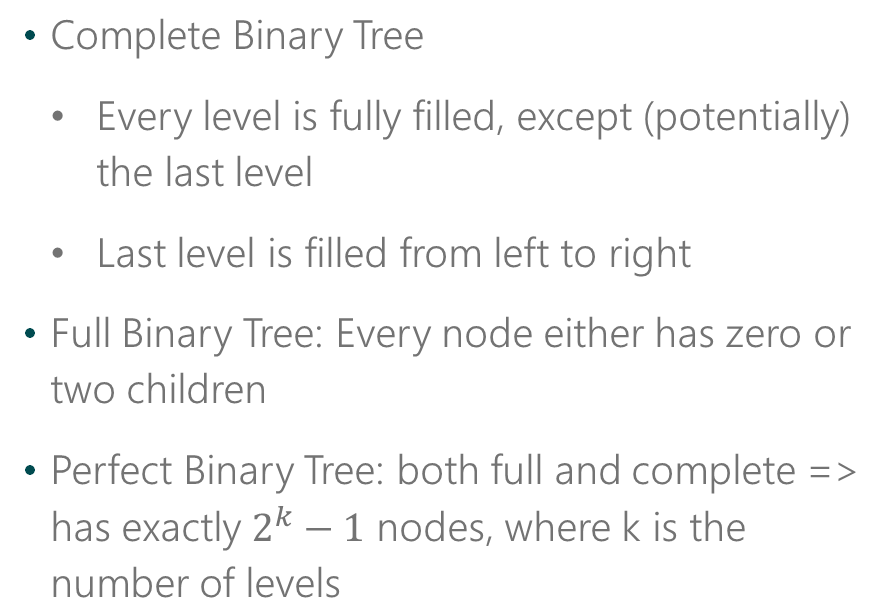 • Complete Binary Tree
• Every level is fully filled, except (potentially)
the last level
• Last level is filled from left to right
• Full Binary Tree: Every node either has zero or
two children
• Perfect Binary Tree: both full and complete =>
has exactly 2^k − 1 nodes, where k is the
number of levels